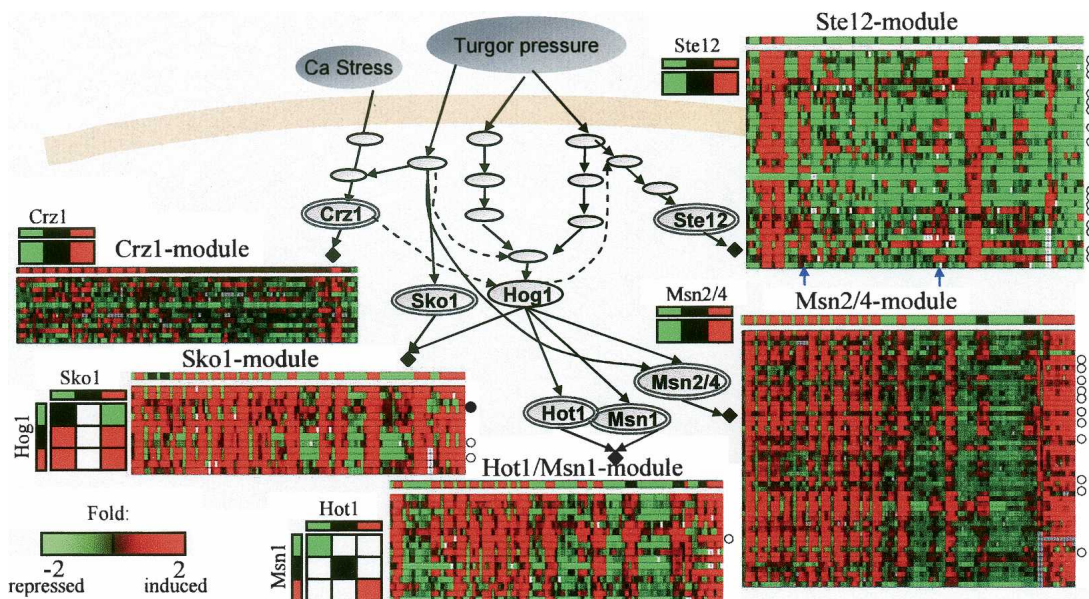 Ste12-module
Turgor pressure
Ste12
Ca Stress
Crz1
Crz1
Ste12
Crz1-module
Sko1
Hog1
Msn2/4
Msn2/4-module
Sko1-module
Sko1
Hog1
Msn2/4
Hot1
Msn1
Hot1/Msn1-module
Fold:
Hot1
Msn1
-2
2
repressed
induced